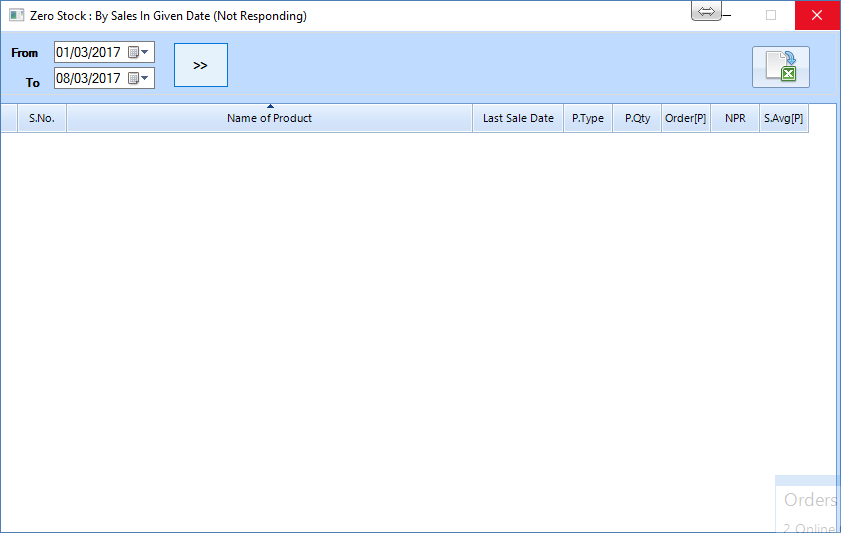 Zero Stock : By Sales In Given Date (Not Responding)
From 01/03/2017
>>
To 08/03/2017
S.No. Name of Product Last Sale Date P.Type P.Qty Order[P] NPR S.Avg[P]
Orders
2 Online